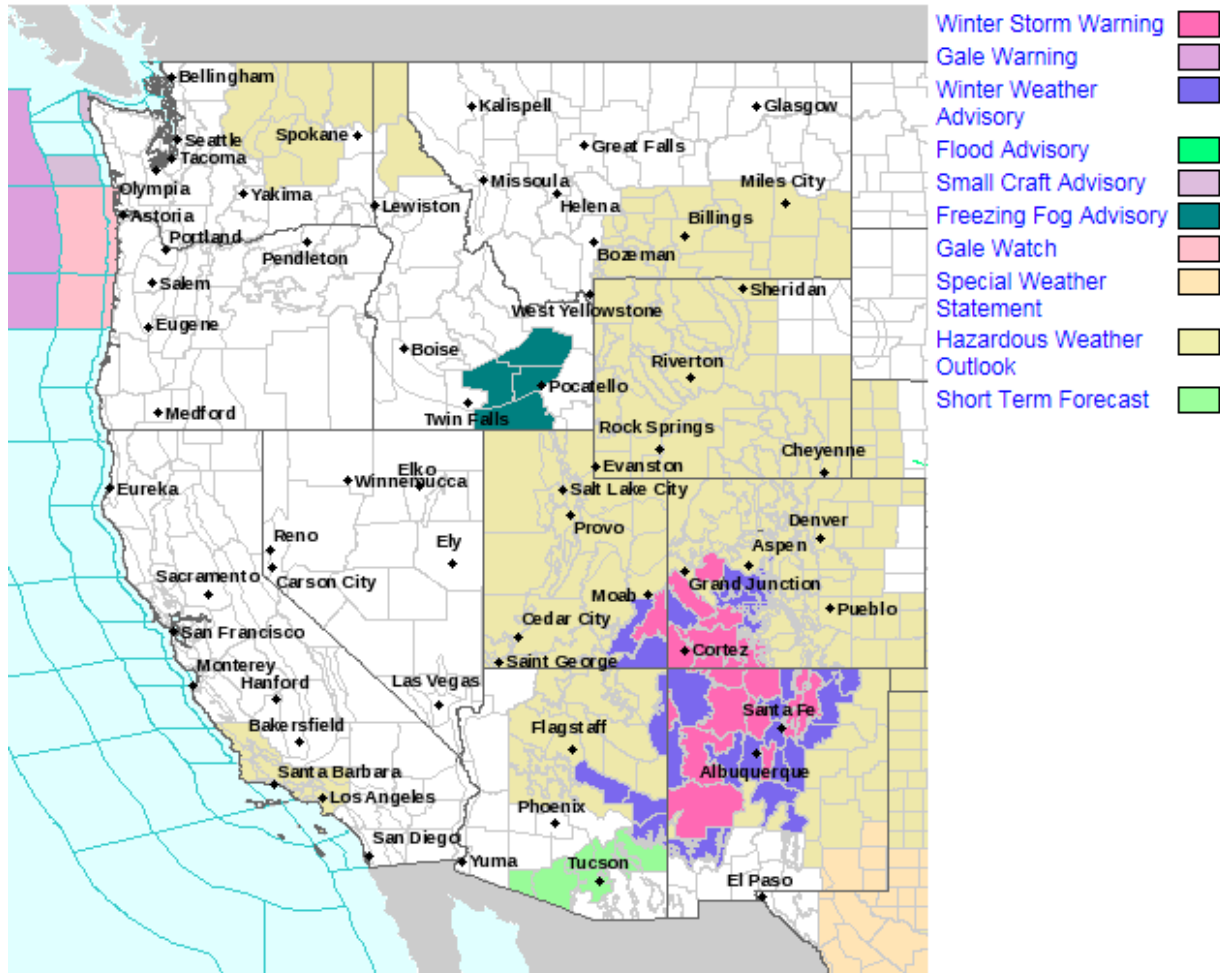 Bellingham
Seattle
Tacoma
Olympia
Spokane
Yakima
Astoria
Portland
Pendleton
Lewiston
Salem
Eugene
Medford
Kalispell
Glasgow
Great Falls
Missoula
Helena
Miles City
Billings
Bozeman
West Yellowstone
Sheridan
Boise
Pocatello
Twin Falls
Riverton
Rock Springs
Cheyenne
Evanston
Eureka
Winnemucca
Elko
Salt Lake City
Provo
Reno
Ely
Carson City
Sacramento
Denver
Aspen
Grand Junction
Moab
Pueblo
San Francisco
Cedar City
Cortez
Saint George
Monterey
Hanford
Las Vegas
Bakersfield
Flagstaff
Santa Fe
Albuquerque
Santa Barbara
Los Angeles
Phoenix
San Diego
Yuma
Tucson
El Paso
Winter Storm Warning
Gale Warning
Winter Weather
Advisory
Flood Advisory
Small Craft Advisory
Freezing Fog Advisory
Gale Watch
Special Weather
Statement
Hazardous Weather
Outlook
Short Term Forecast